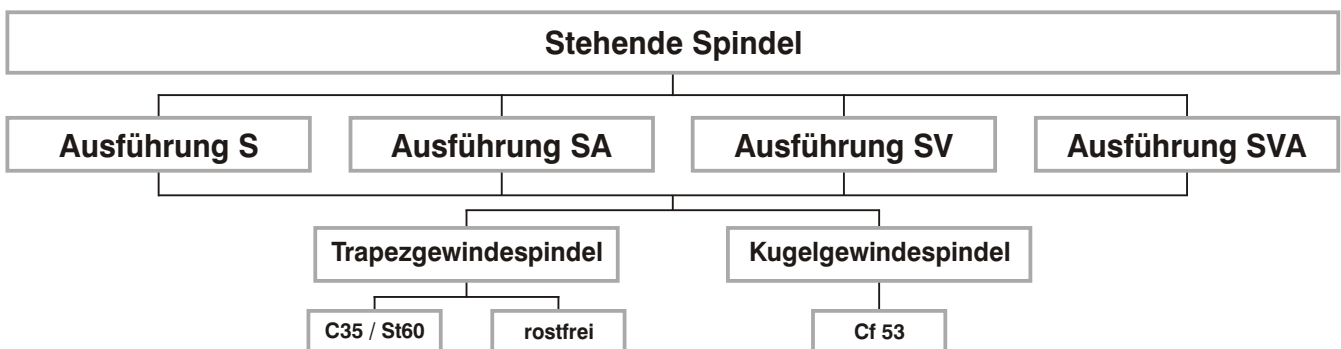 Stehende Spindel
Ausführung S
Ausführung SA
Ausführung SV
Ausführung SVA
Trapezgewindespindel
Kugelgewindespindel
C35 / St60
rostfrei
Cf 53